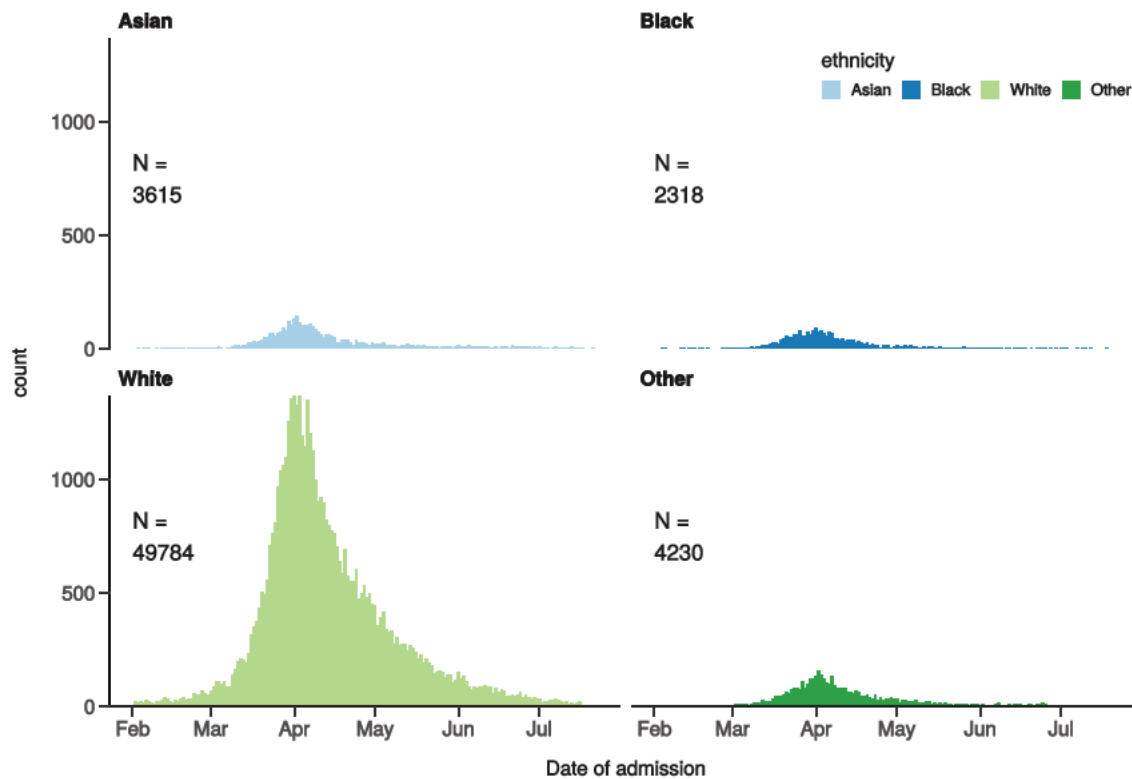 Asian
Black
ethnicity
Asian Black White Other
1000
500
0
N =
3615
N =
2318
count
White
Other
1000
500
0
N =
49784
N =
4230
Feb Mar Apr May Jun Jul
Feb Mar Apr May Jun Jul
Date of admission